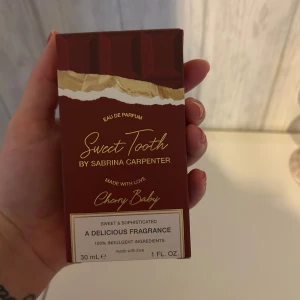 EAU DE PARFUM
Sweet Tooth
BY SABRINA CARPENTER
MADE WITH LOVE
Cherry Baby
SWEET & SOPHISTICATED
A DELICIOUS FRAGRANCE
100% INDULGENT INGREDIENTS
30 mL e 1 FL. OZ.